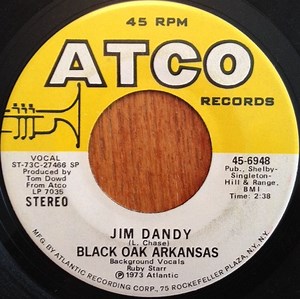 45 RPM
ATCO
RECORDS
VOCAL
ST-73C-27466 SP
Produced by
Tom Dowd
From Atco
LP 7035
STEREO
45-6948
Pub., Shelby-
Singleton-
Hill & Range,
BMI
Time: 2:38
JIM DANDY
(L. Chase)
BLACK OAK ARKANSAS
Background Vocals
Ruby Starr
℗ 1973 Atlantic
MFG. BY ATLANTIC RECORDING CORP., 75 ROCKEFELLER PLAZA, N.Y., N.Y.